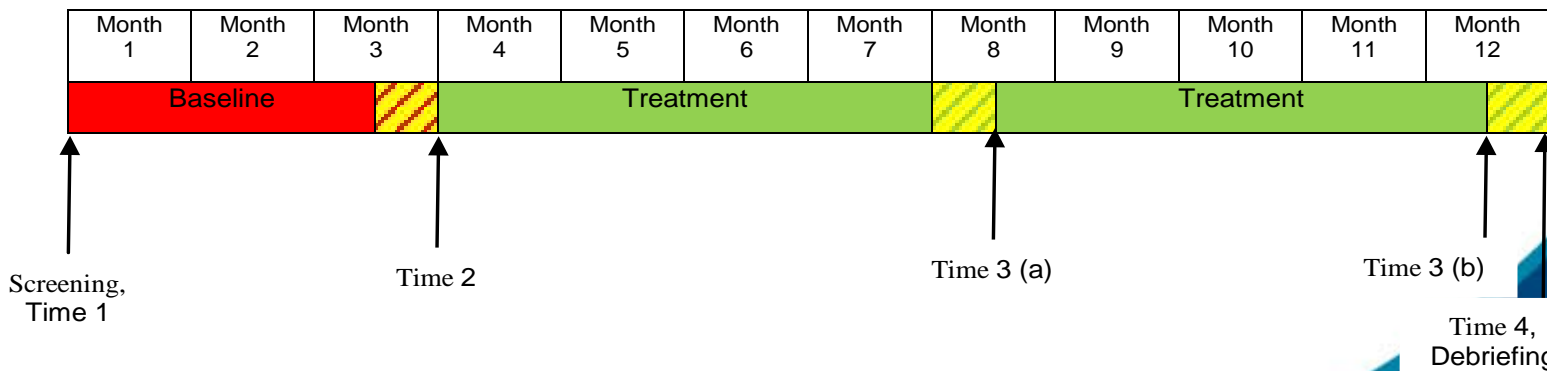 Month Month Month Month Month Month Month Month Month Month Month Month
1 2 3 4 5 6 7 8 9 10 11 12
Baseline Treatment Treatment
Screening,
Time 1
Time 2
Time 3 (a)
Time 3 (b)
Time 4,
Debriefing